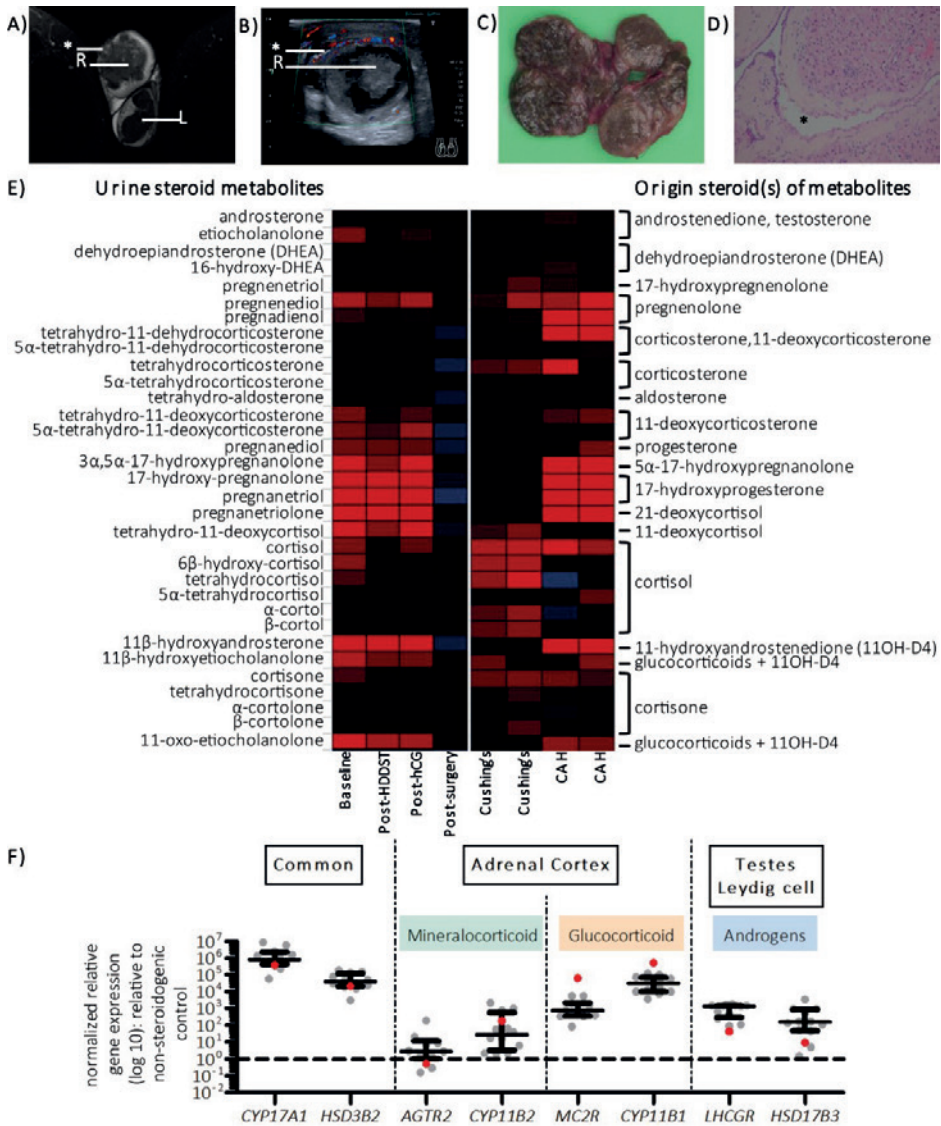 A)
B)
C)
D)
*
R
L
*
R
*
E)
Urine steroid metabolites
Origin steroid(s) of metabolites
androsterone
etiocholanolone
dehydroepiandrosterone (DHEA)
16-hydroxy-DHEA
pregnenetriol
pregnenediol
pregnadienol
tetrahydro-11-dehydrocorticosterone
5α-tetrahydro-11-dehydrocorticosterone
tetrahydrocorticosterone
5α-tetrahydrocorticosterone
tetrahydro-aldosterone
tetrahydro-11-deoxycorticosterone
5α-tetrahydro-11-deoxycorticosterone
pregnanediol
3α,5α-17-hydroxypregnanolone
17-hydroxy-pregnanolone
pregnanetriol
pregnanetriolone
tetrahydro-11-deoxycortisol
cortisol
6β-hydroxy-cortisol
tetrahydrocortisol
5α-tetrahydrocortisol
α-cortol
β-cortol
11β-hydroxyandrosterone
11β-hydroxyetiocholanolone
cortisone
tetrahydrocortisone
α-cortolone
β-cortolone
11-oxo-etiocholanolone
androstenedione, testosterone
dehydroepiandrosterone (DHEA)
17-hydroxypregnenolone
pregnenolone
corticosterone,11-deoxycorticosterone
corticosterone
aldosterone
11-deoxycorticosterone
progesterone
5α-17-hydroxypregnanolone
17-hydroxyprogesterone
21-deoxycortisol
11-deoxycortisol
cortisol
11-hydroxyandrostenedione (11OH-D4)
glucocorticoids + 11OH-D4
cortisone
glucocorticoids + 11OH-D4
Baseline
Post-HDDST
Post-hCG
Post-surgery
Cushings
Cushings
CAH
CAH
F)
Common
Adrenal Cortex
Testes
Leydig cell
Mineralocorticoid
Glucocorticoid
Androgens
normalized relative
gene expression
(log 10): relative to
non-steroidogenic
control
10⁷
10⁶
10⁵
10⁴
10³
10²
10¹
10⁰
10⁻¹
10⁻²
CYP17A1
HSD3B2
AGTR2
CYP11B2
MC2R
CYP11B1
LHCGR
HSD17B3